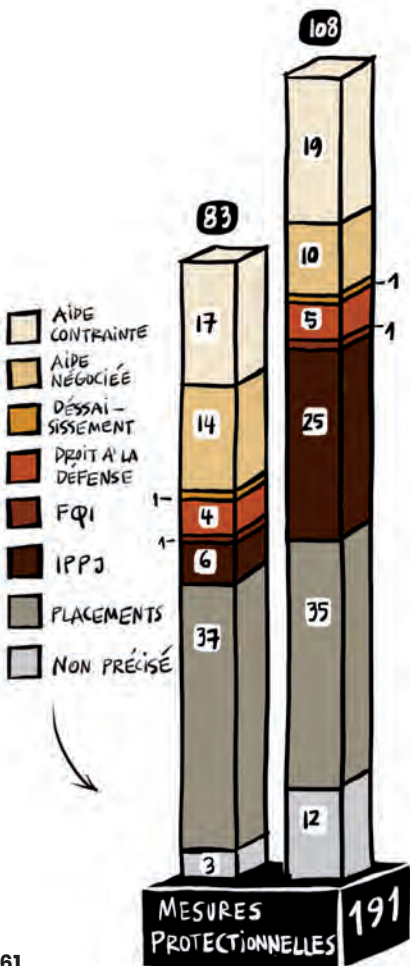 108
19
10
1
5
1
25
35
12
83
17
14
1
4
1
6
37
3
AIDE
CONTRAINTE
AIDE
NÉGOCIÉE
DÉSSAI-
SISSEMENT
DROIT À LA
DÉFENSE
FQI
IPPJ
PLACEMENTS
NON PRÉCISÉ
MESURES
PROTECTIONNELLES
191
61